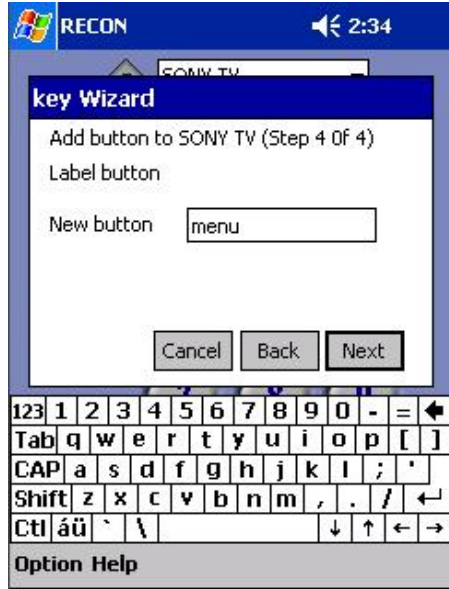 RECON 2:34
SONY TV
key Wizard
Add button to SONY TV (Step 4 Of 4)
Label button
New button menu
Cancel Back Next
123 1 2 3 4 5 6 7 8 9 0 - =
Tab q w e r t y u i o p [ ]
CAP a s d f g h j k l ; '
Shift z x c v b n m , . / ↵
Ctl áü ` \ ↓ ↑ ← →
Option Help